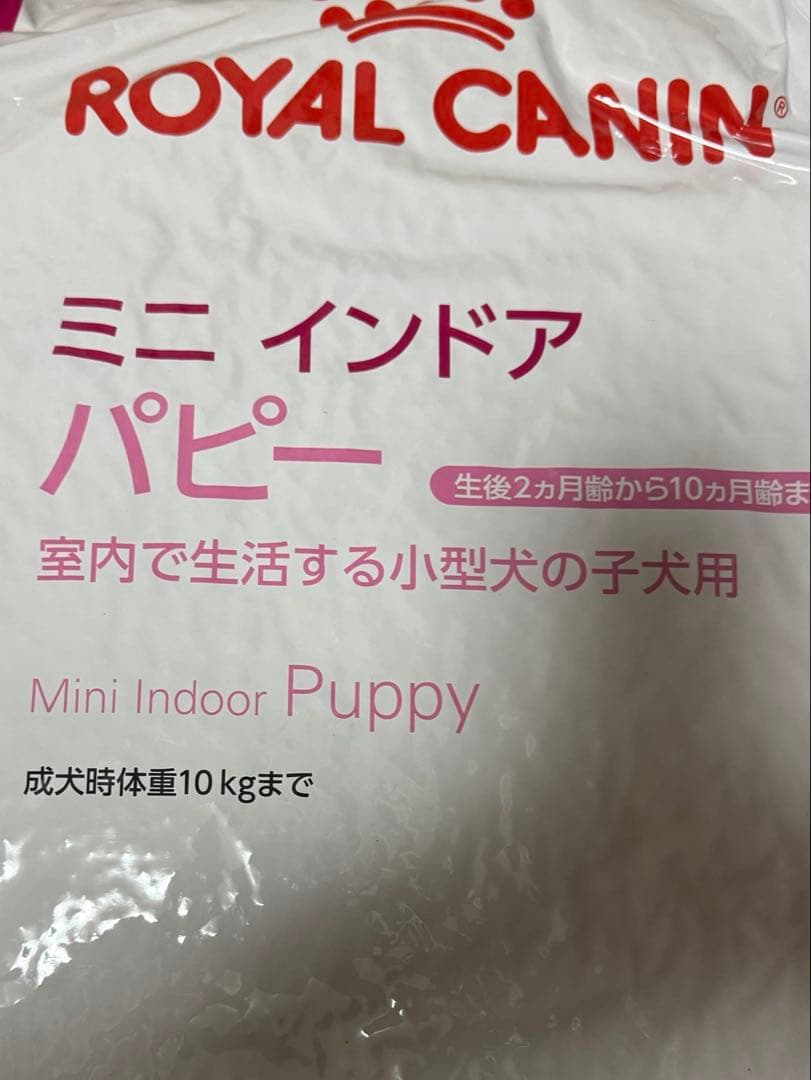 ROYAL CANIN®
ミニ インドア
パピー
生後2ヵ月齢から10ヵ月齢ま
室内で生活する小型犬の子犬用
Mini Indoor Puppy
成犬時体重10kgまで